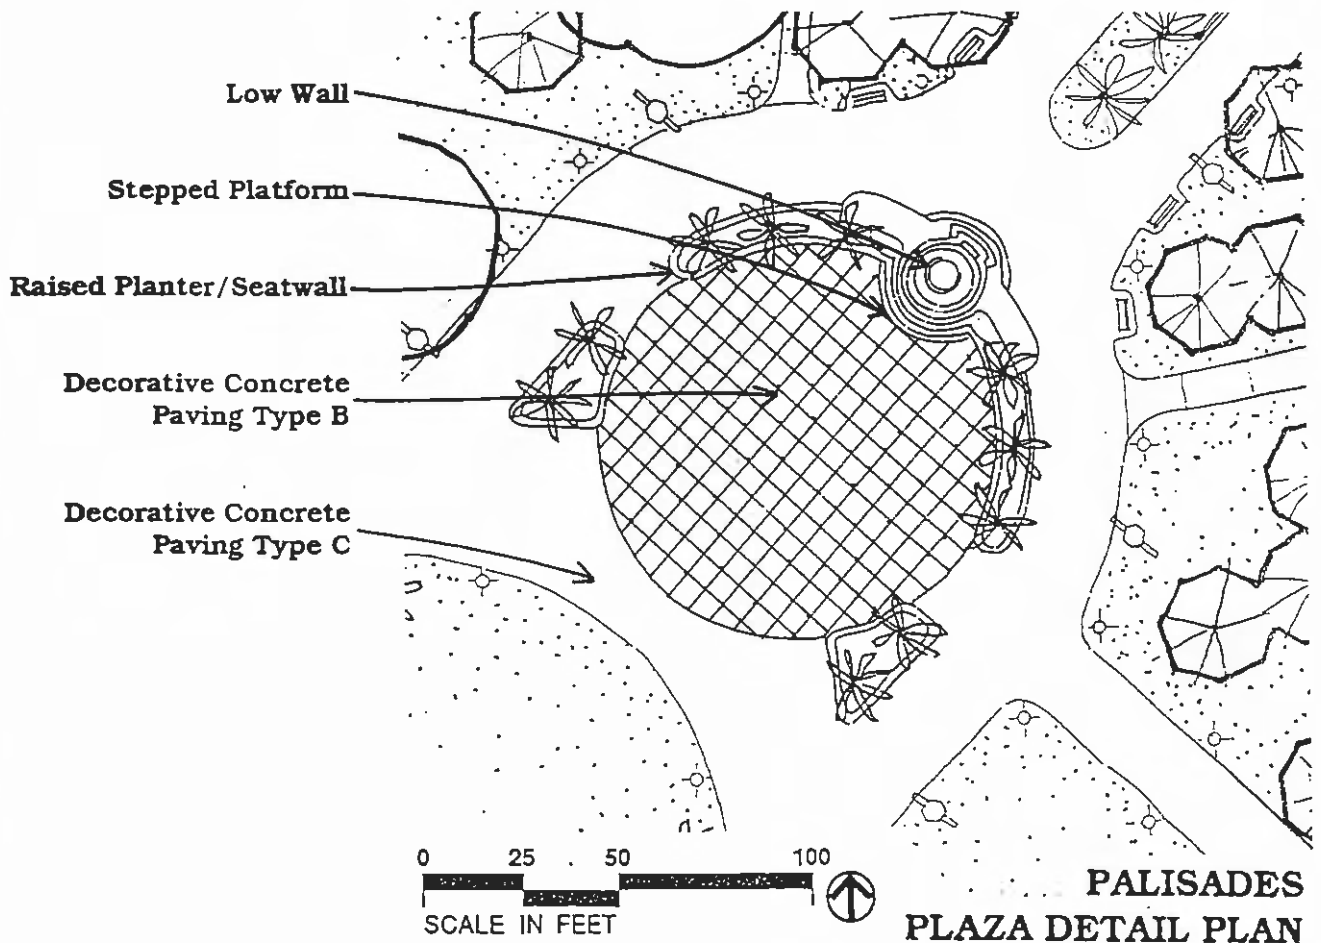 Low Wall
Stepped Platform
Raised Planter/Seatwall
Decorative Concrete
Paving Type B
Decorative Concrete
Paving Type C
0 25 50 100
SCALE IN FEET
PALISADES
PLAZA DETAIL PLAN